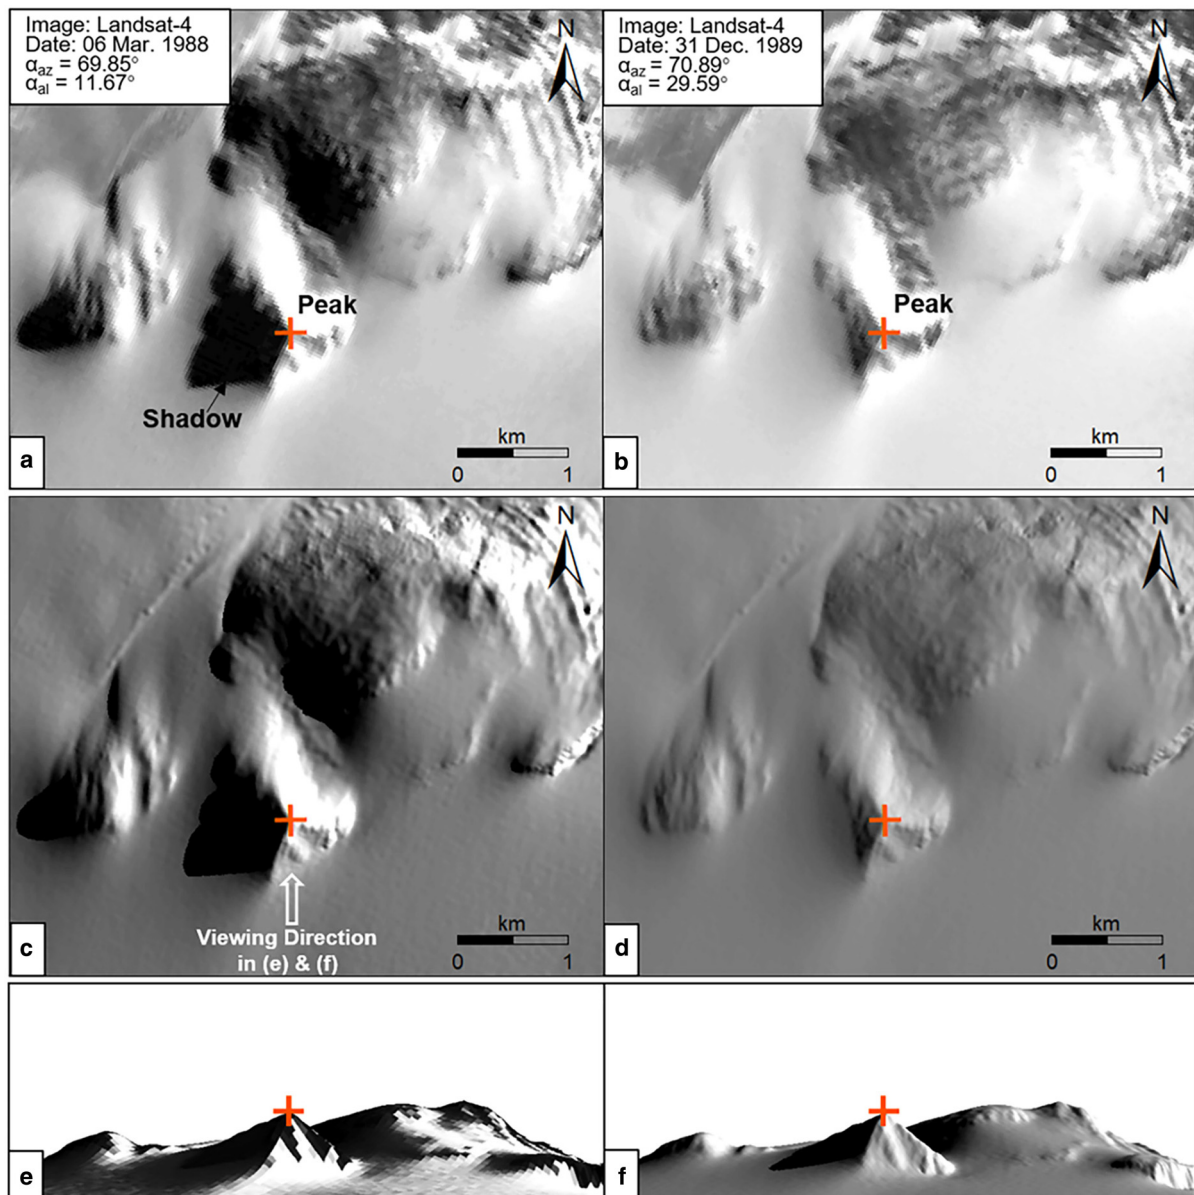 Image: Landsat-4
Date: 06 Mar. 1988
αaz = 69.85°
αal = 11.67°
N
Peak
Shadow
km
0 1
a
Image: Landsat-4
Date: 31 Dec. 1989
αaz = 70.89°
αal = 29.59°
N
Peak
km
0 1
b
N
Viewing Direction
in (e) & (f)
km
0 1
c
N
km
0 1
d
e
f